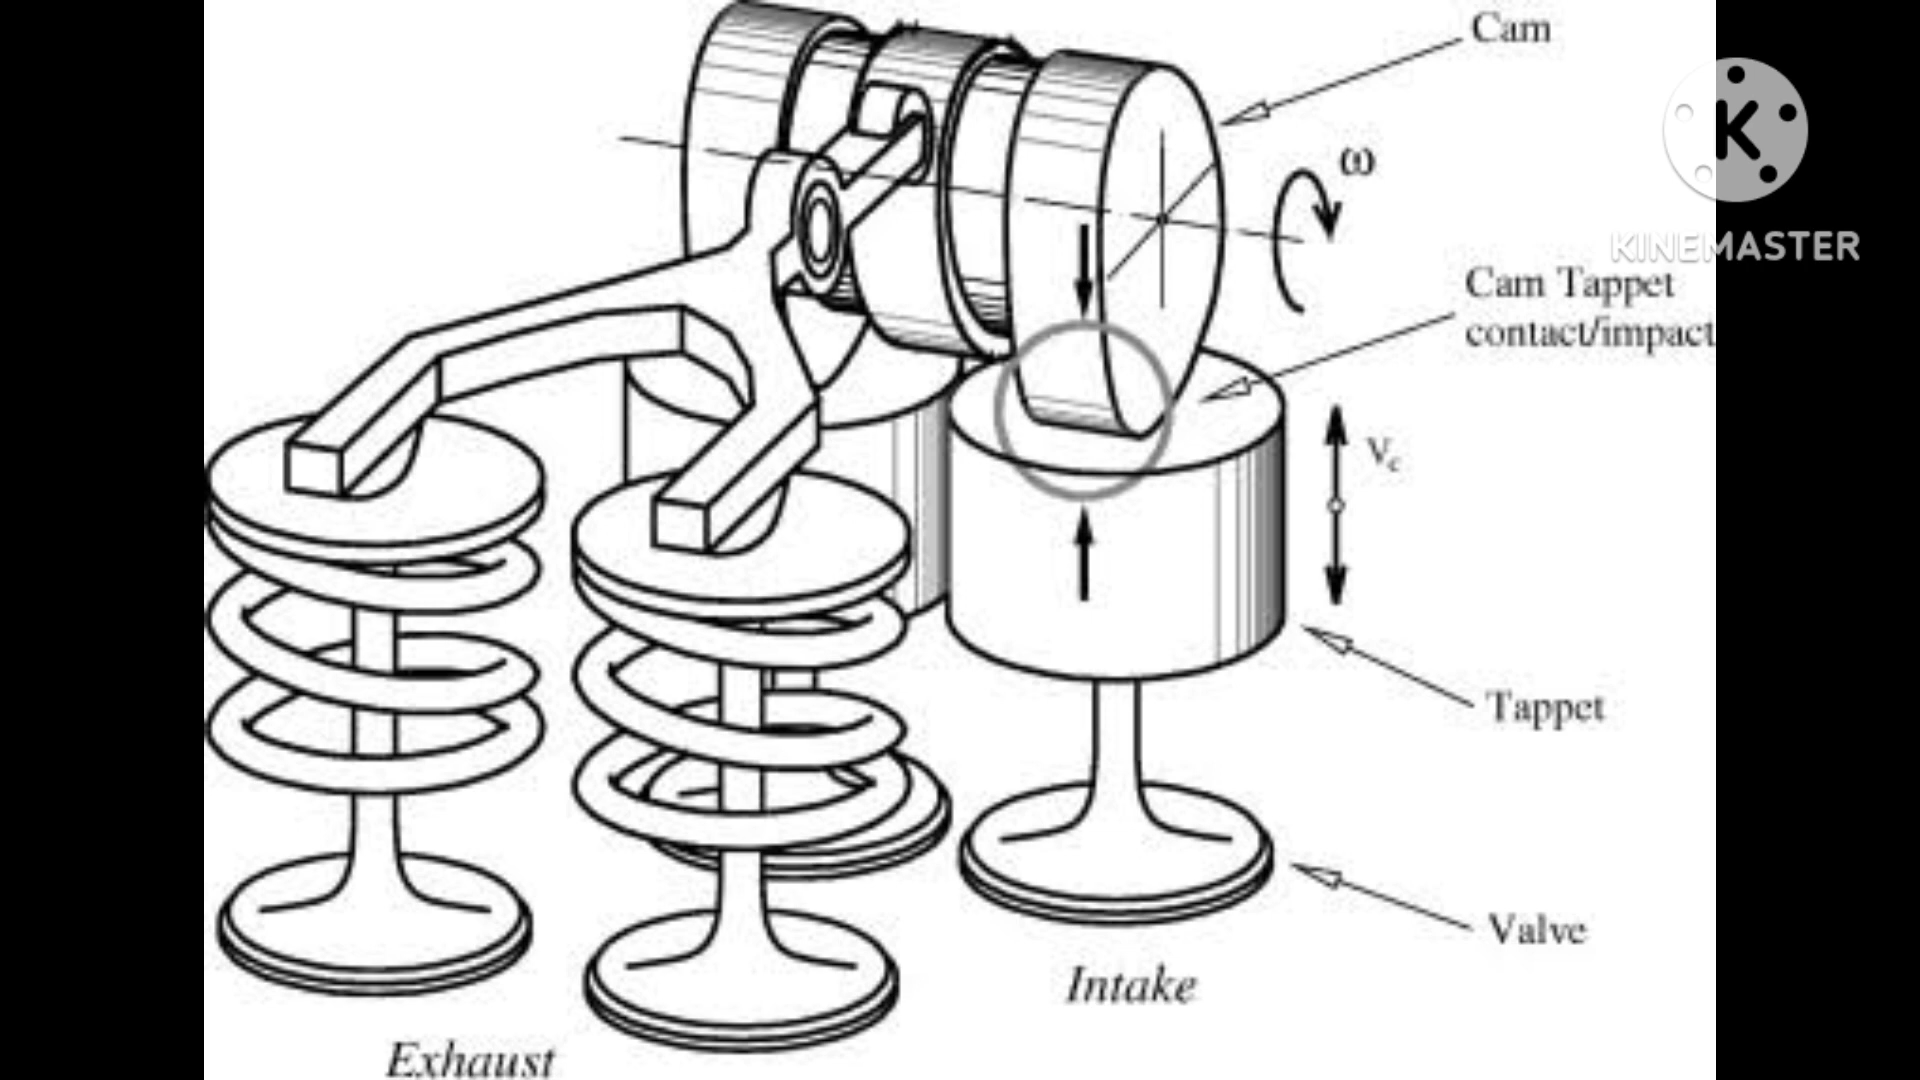 Cam
ω
K
KINEMASTER
Cam Tappet
contact/impact
Vc
Tappet
Valve
Intake
Exhaust